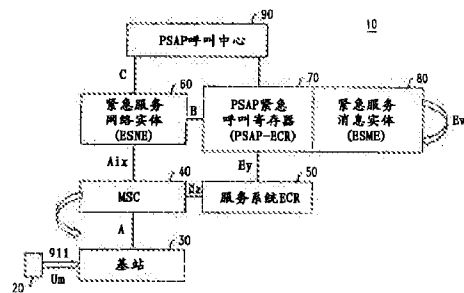 90
10
PSAP呼叫中心
C
60
70
80
紧急服务
网络实体
(ESNE)
B
PSAP紧急
呼叫寄存器
(PSAP-ECR)
紧急服务
消息实体
(ESME)
Aix
Ey
40
50
MSC
服务系统ECR
A
30
911
基站
20
Um